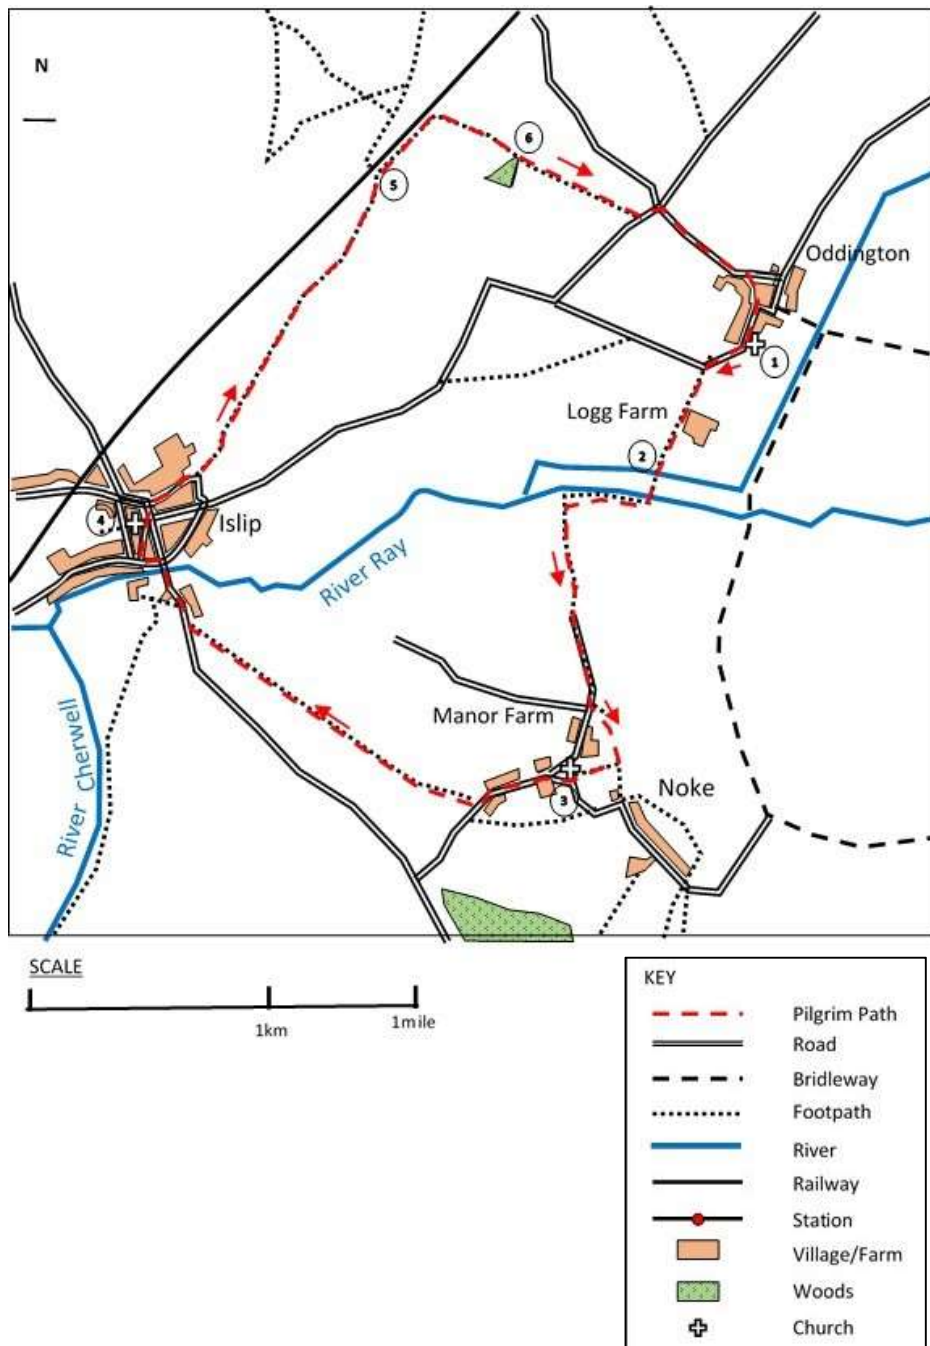 N
6
5
Oddington
1
Logg Farm
2
4
Islip
River Ray
Manor Farm
River Cherwell
3
Noke
SCALE
1km
1mile
KEY
Pilgrim Path
Road
Bridleway
Footpath
River
Railway
Station
Village/Farm
Woods
Church